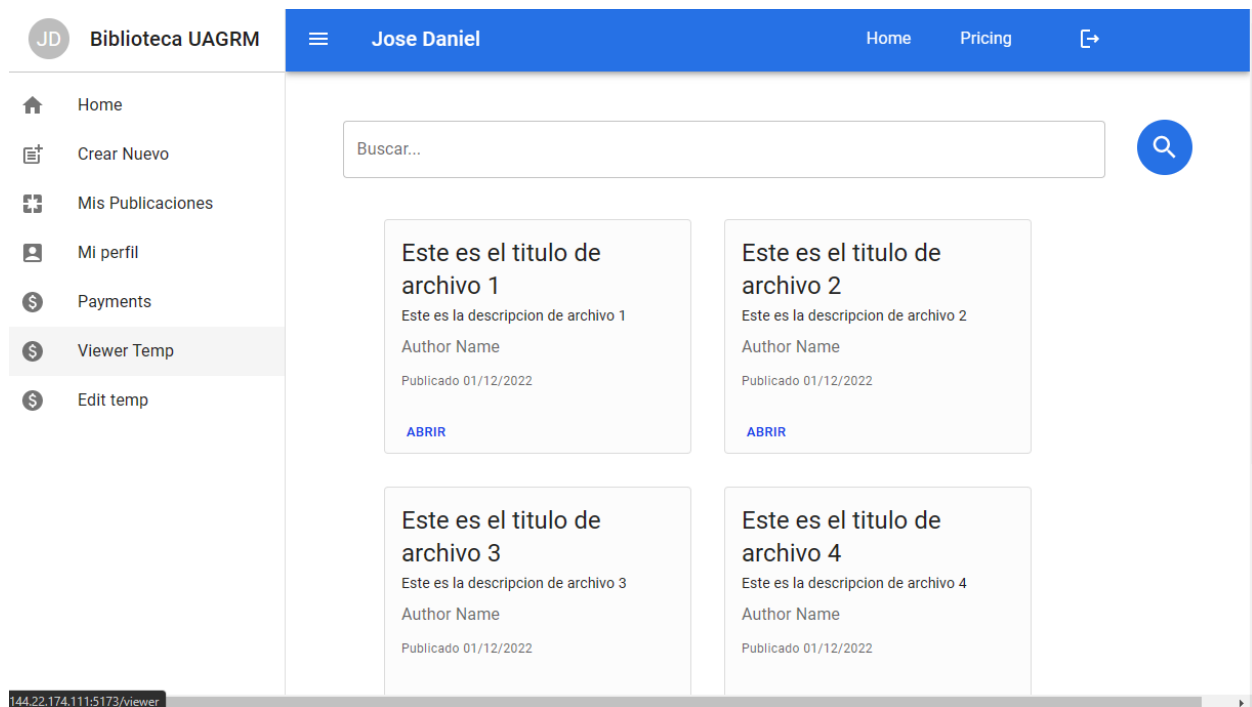 JD
Biblioteca UAGRM
Jose Daniel
Home
Pricing
Home
Crear Nuevo
Mis Publicaciones
Mi perfil
Payments
Viewer Temp
Edit temp
Buscar...
Este es el titulo de
archivo 1
Este es la descripcion de archivo 1
Author Name
Publicado 01/12/2022
ABRIR
Este es el titulo de
archivo 2
Este es la descripcion de archivo 2
Author Name
Publicado 01/12/2022
ABRIR
Este es el titulo de
archivo 3
Este es la descripcion de archivo 3
Author Name
Publicado 01/12/2022
Este es el titulo de
archivo 4
Este es la descripcion de archivo 4
Author Name
Publicado 01/12/2022
144.22.174.111:5173/viewer